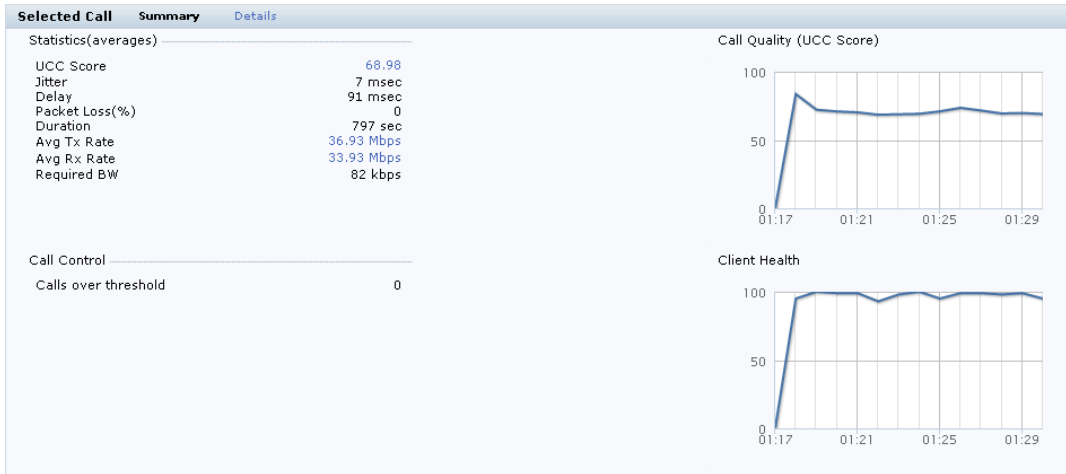 Selected Call Summary Details
Statistics(averages)
UCC Score 68.98
Jitter 7 msec
Delay 91 msec
Packet Loss(%) 0
Duration 797 sec
Avg Tx Rate 36.93 Mbps
Avg Rx Rate 33.93 Mbps
Required BW 82 kbps
Call Control
Calls over threshold 0
Call Quality (UCC Score)
100
50
0
01:17 01:21 01:25 01:29
Client Health
100
50
0
01:17 01:21 01:25 01:29